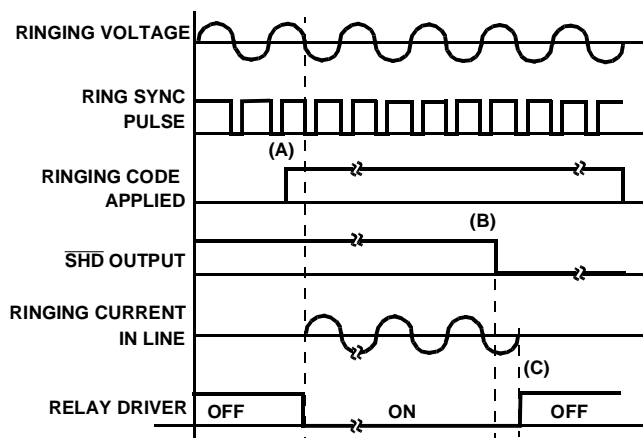 RINGING VOLTAGE
RING SYNC
PULSE
(A)
RINGING CODE
APPLIED
(B)
SHD OUTPUT
RINGING CURRENT
IN LINE
(C)
RELAY DRIVER
OFF
ON
OFF